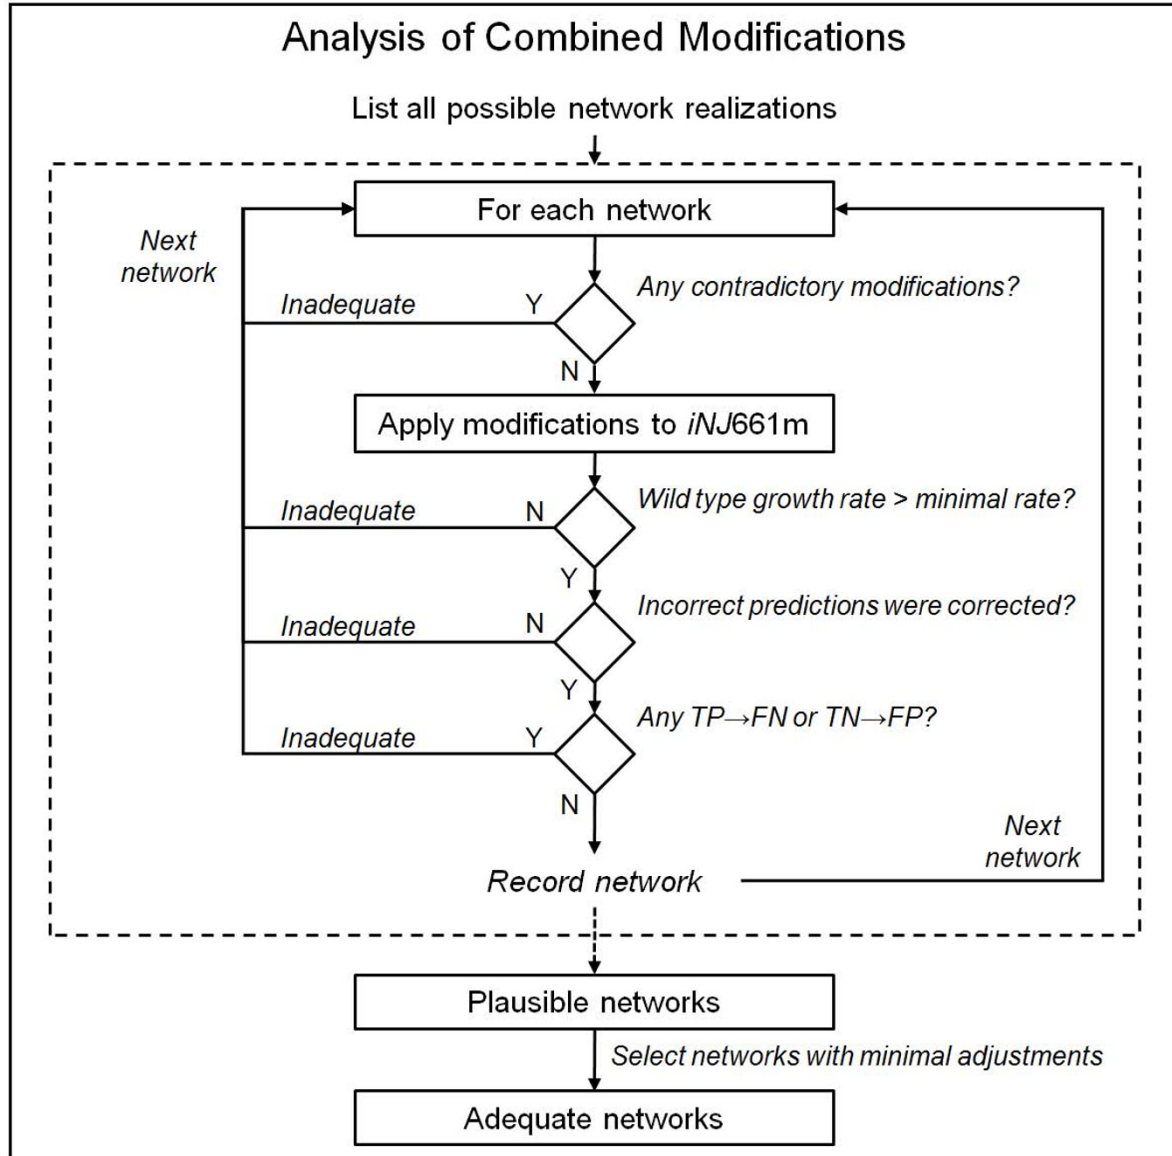 Analysis of Combined Modifications
List all possible network realizations
For each network
Next
network
Any contradictory modifications?
Inadequate
Y
N
Apply modifications to iNJ661m
Wild type growth rate > minimal rate?
Inadequate
N
Y
Incorrect predictions were corrected?
Inadequate
N
Y
Any TP→FN or TN→FP?
Inadequate
Y
N
Next
network
Record network
Plausible networks
Select networks with minimal adjustments
Adequate networks